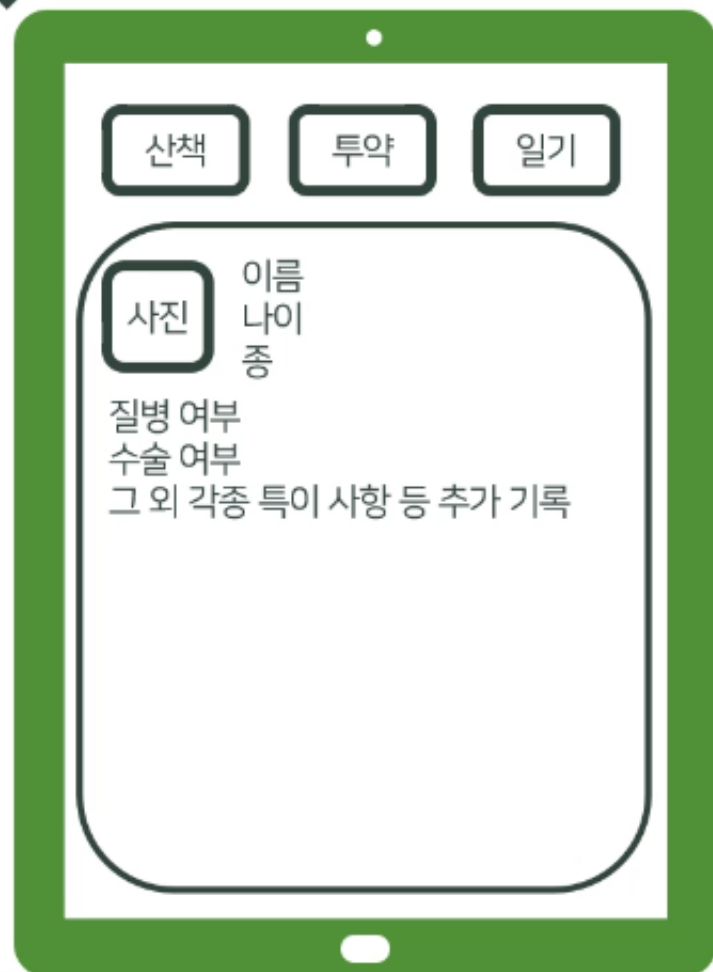 산책 투약 일기
사진
이름
나이
종
질병 여부
수술 여부
그 외 각종 특이 사항 등 추가 기록